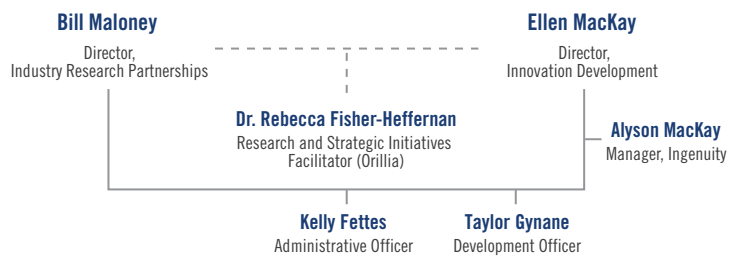 Bill Maloney
Director,
Industry Research Partnerships
Ellen MacKay
Director,
Innovation Development
Dr. Rebecca Fisher-Heffernan
Research and Strategic Initiatives
Facilitator (Orillia)
Alyson MacKay
Manager, Ingenuity
Kelly Fettes
Administrative Officer
Taylor Gynane
Development Officer